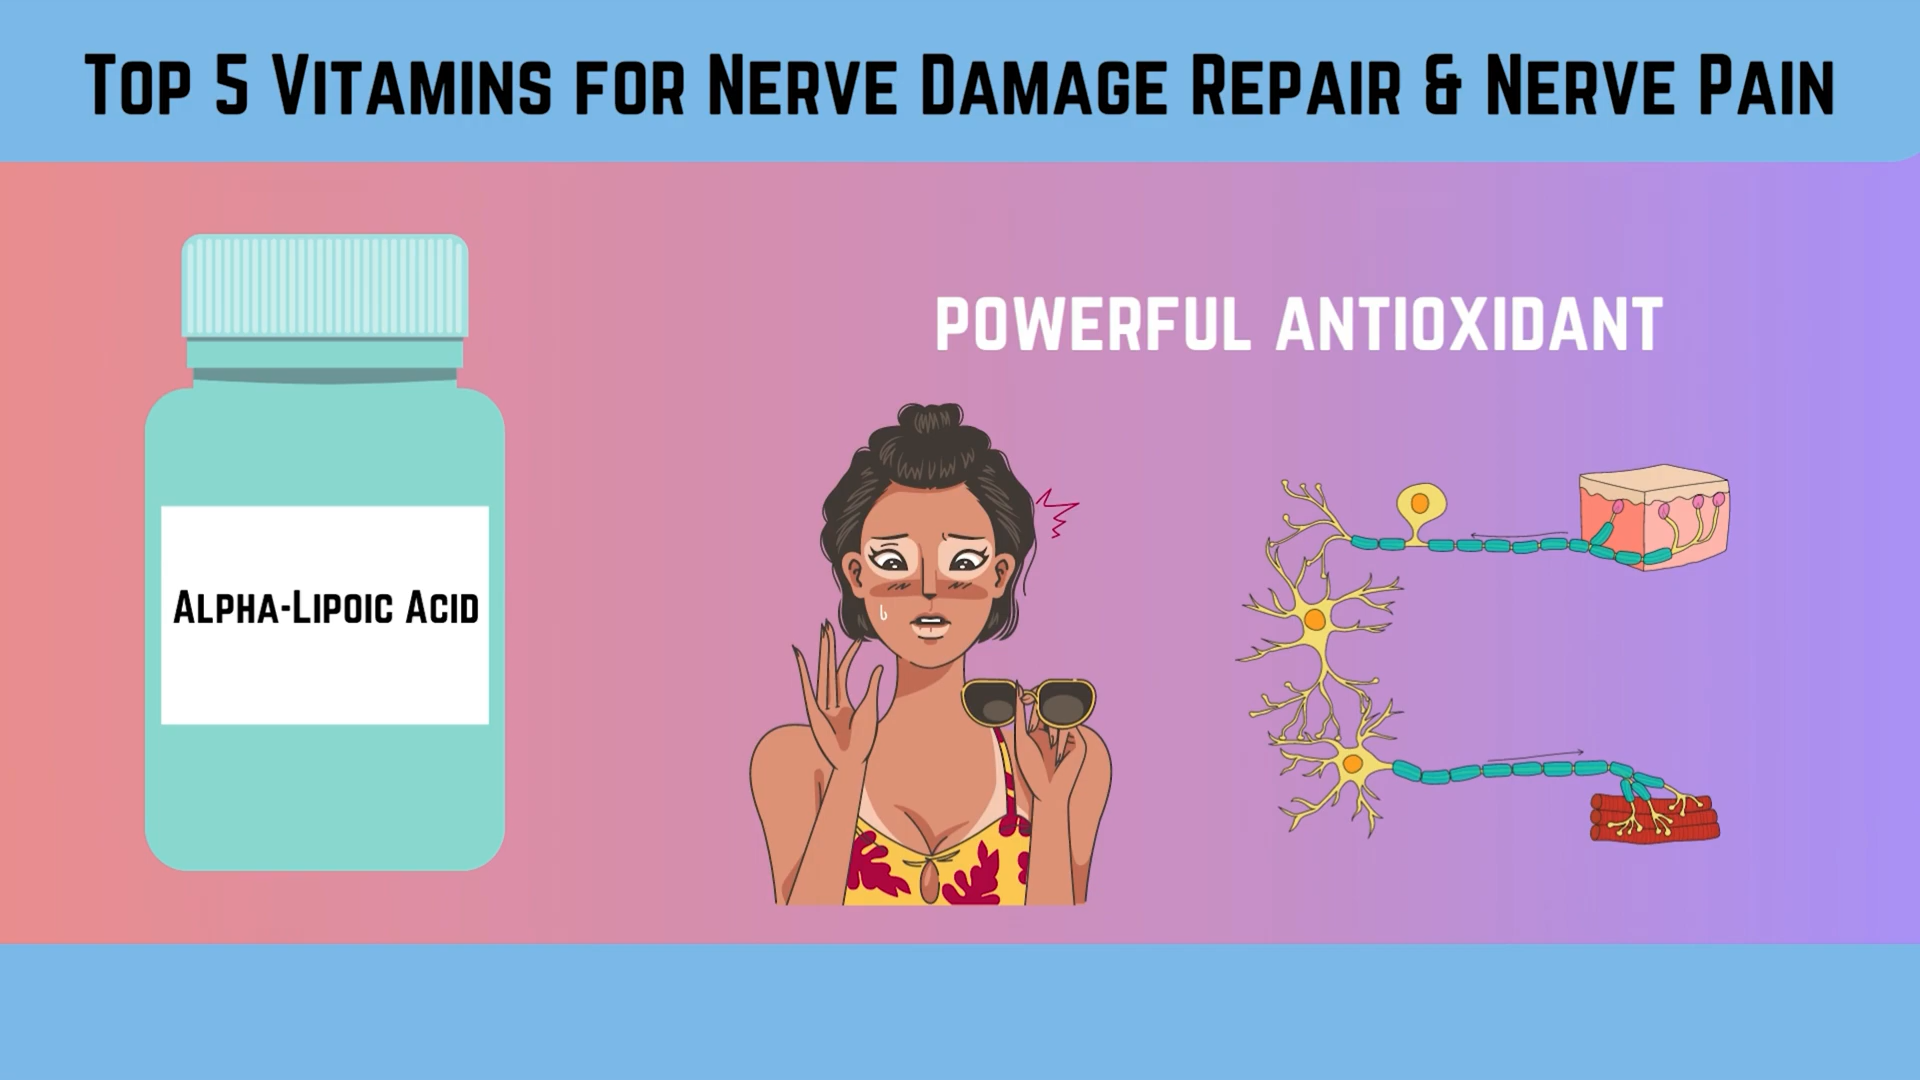 Top 5 Vitamins for Nerve Damage Repair & Nerve Pain
POWERFUL ANTIOXIDANT
Alpha-Lipoic Acid